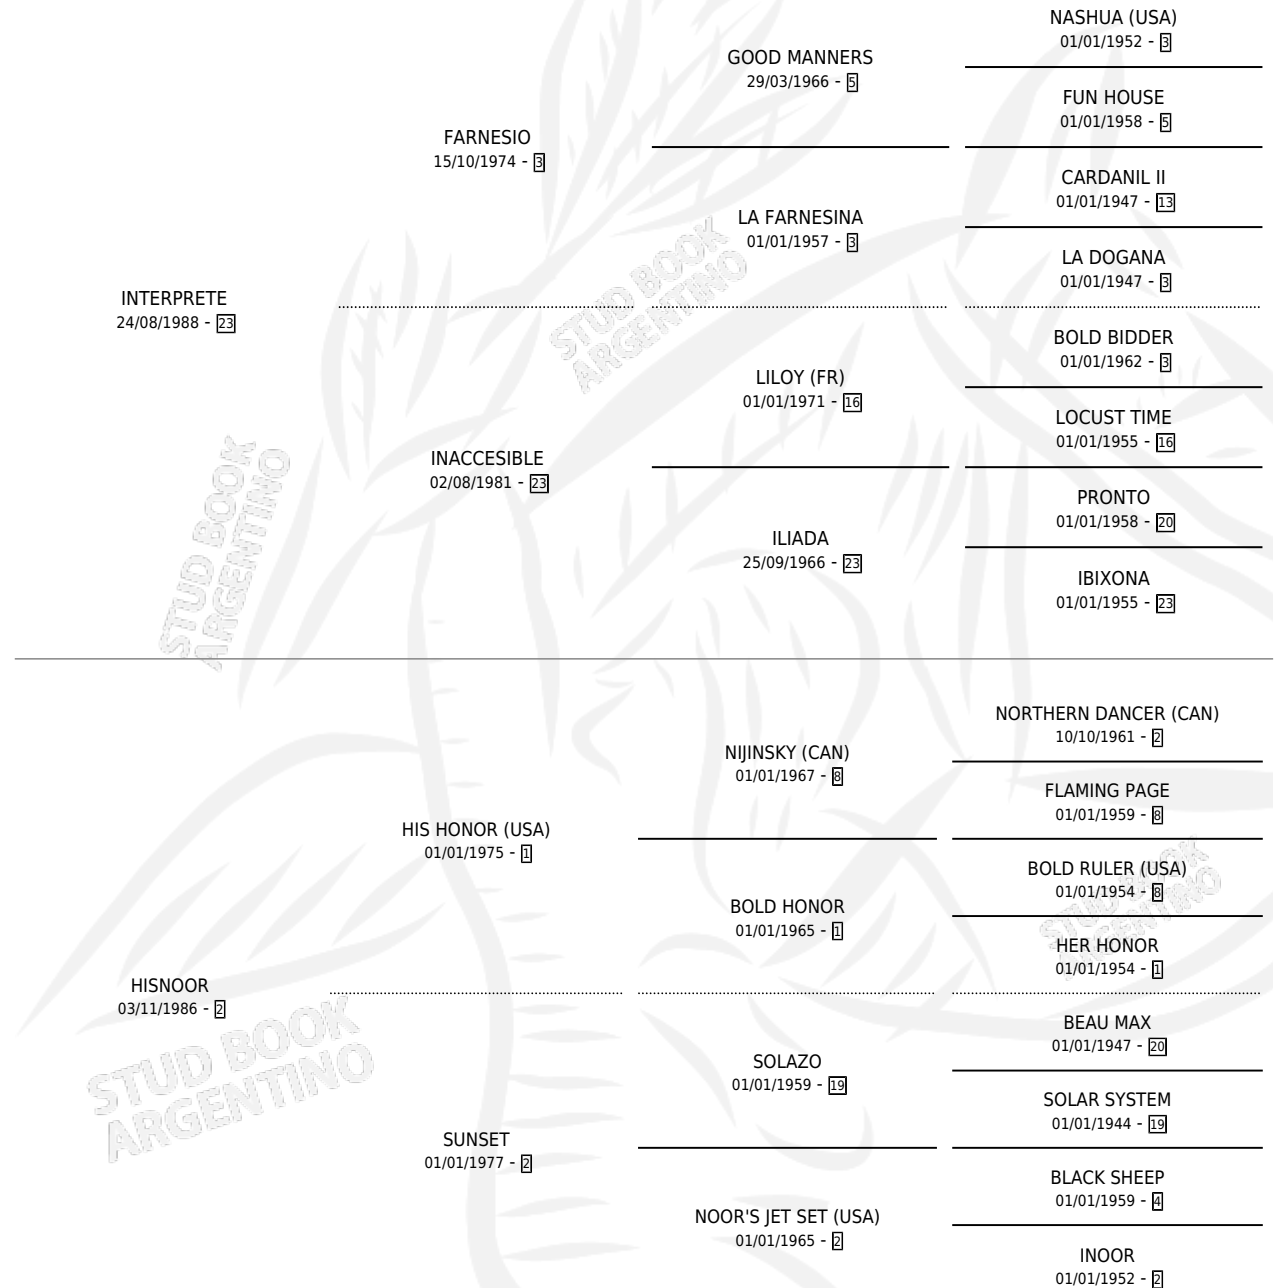 NASHUA (USA)
01/01/1952 - 3
GOOD MANNERS
29/03/1966 - 5
FUN HOUSE
01/01/1958 - 5
FARNESIO
15/10/1974 - 3
CARDANIL II
01/01/1947 - 13
LA FARNESINA
01/01/1957 - 3
LA DOGANA
01/01/1947 - 3
INTERPRETE
24/08/1988 - 23
BOLD BIDDER
01/01/1962 - 3
LILOY (FR)
01/01/1971 - 16
LOCUST TIME
01/01/1955 - 16
INACCESIBLE
02/08/1981 - 23
PRONTO
01/01/1958 - 20
ILIADA
25/09/1966 - 23
IBIXONA
01/01/1955 - 23
STUD BOOK
ARGENTINO
STUD BOOK
ARGENTINO
NORTHERN DANCER (CAN)
10/10/1961 - 2
NIJINSKY (CAN)
01/01/1967 - 8
FLAMING PAGE
01/01/1959 - 8
HIS HONOR (USA)
01/01/1975 - 1
BOLD RULER (USA)
01/01/1954 - 8
BOLD HONOR
01/01/1965 - 1
HER HONOR
01/01/1954 - 1
HISNOOR
03/11/1986 - 2
BEAU MAX
01/01/1947 - 20
SOLAZO
01/01/1959 - 19
SOLAR SYSTEM
01/01/1944 - 19
SUNSET
01/01/1977 - 2
BLACK SHEEP
01/01/1959 - 4
NOOR'S JET SET (USA)
01/01/1965 - 2
INOOR
01/01/1952 - 2
STUD BOOK
ARGENTINO
STUD BOOK
ARGENTINO